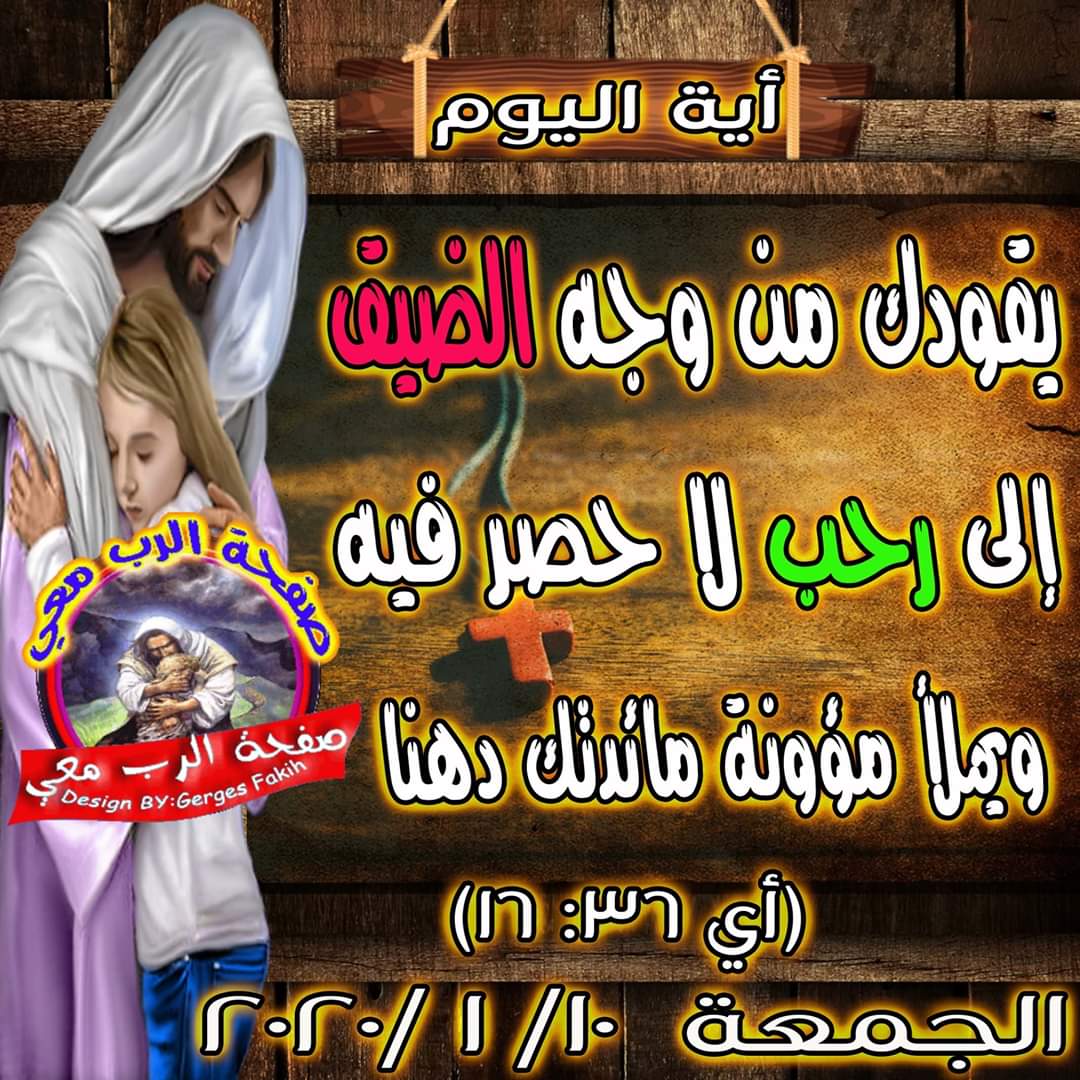 أية اليوم
يقودك من وجه الضيق
إلى رحب لا حصر فيه
ويملأ مؤونة مائدتك دهنا
(أي ٣٦: ١٦)
الجمعة ١٠/ ١ /٢٠٢٠
صفحة الرب معي
صفحة الرب معي
Design BY:Gerges Fakih